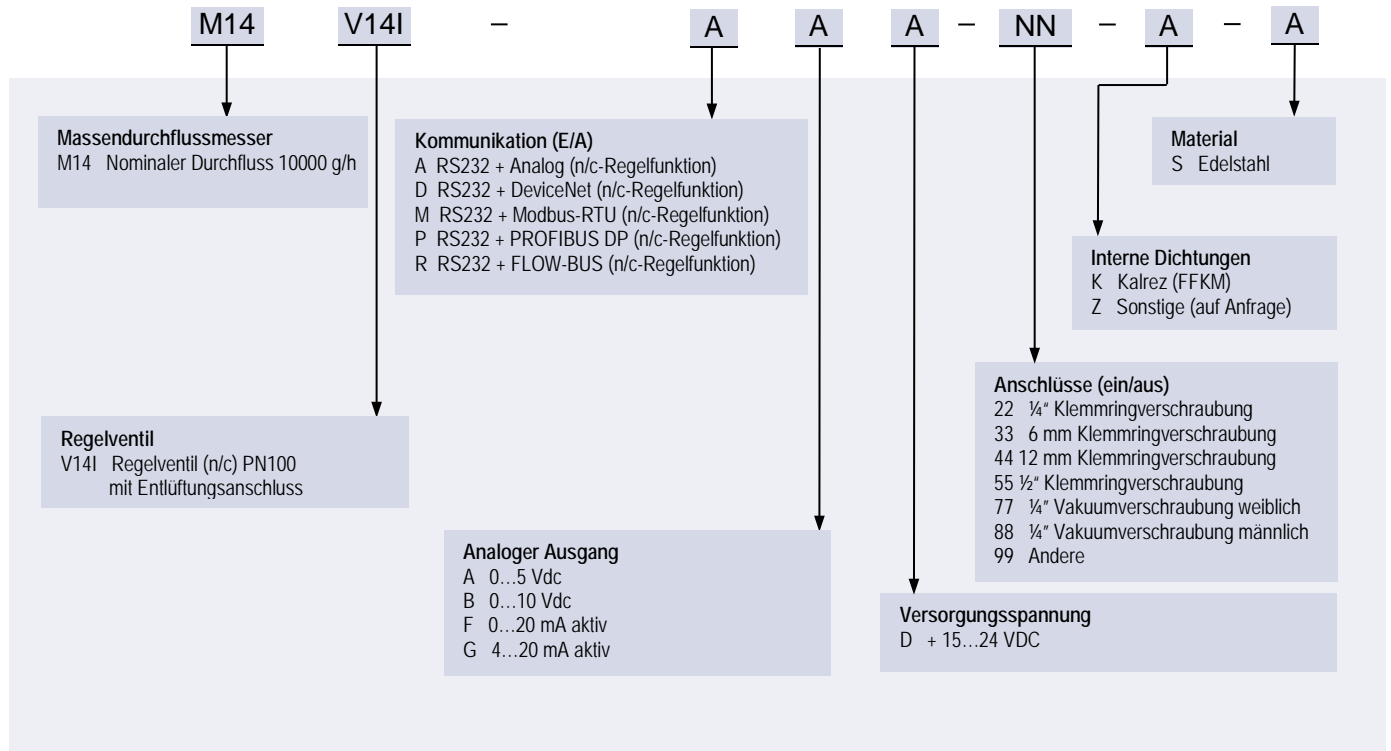 M14 V14I – A A A – NN – A – A
Massendurchflussmesser
M14 Nominaler Durchfluss 10000 g/h
Kommunikation (E/A)
A RS232 + Analog (n/c-Regelfunktion)
D RS232 + DeviceNet (n/c-Regelfunktion)
M RS232 + Modbus-RTU (n/c-Regelfunktion)
P RS232 + PROFIBUS DP (n/c-Regelfunktion)
R RS232 + FLOW-BUS (n/c-Regelfunktion)
Material
S Edelstahl
Interne Dichtungen
K Kalrez (FFKM)
Z Sonstige (auf Anfrage)
Anschlüsse (ein/aus)
22 ¼“ Klemmringverschraubung
33 6 mm Klemmringverschraubung
44 12 mm Klemmringverschraubung
55 ½“ Klemmringverschraubung
77 ¼” Vakuumverschraubung weiblich
88 ¼” Vakuumverschraubung männlich
99 Andere
Regelventil
V14I Regelventil (n/c) PN100
mit Entlüftungsanschluss
Analoger Ausgang
A 0…5 Vdc
B 0…10 Vdc
F 0…20 mA aktiv
G 4…20 mA aktiv
Versorgungsspannung
D + 15…24 VDC